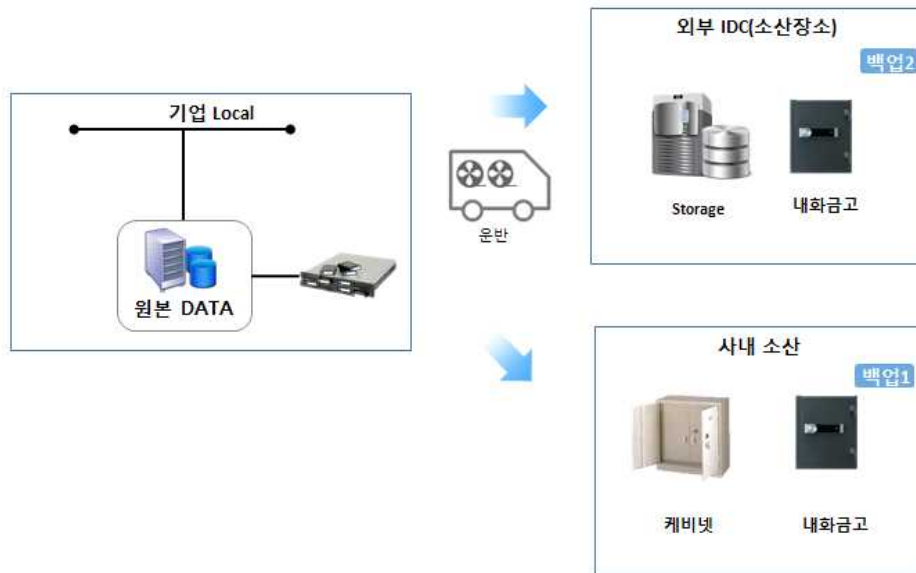 기업 Local
원본 DATA
운반
외부 IDC(소산장소)
백업2
Storage
내화금고
사내 소산
백업1
케비넷
내화금고